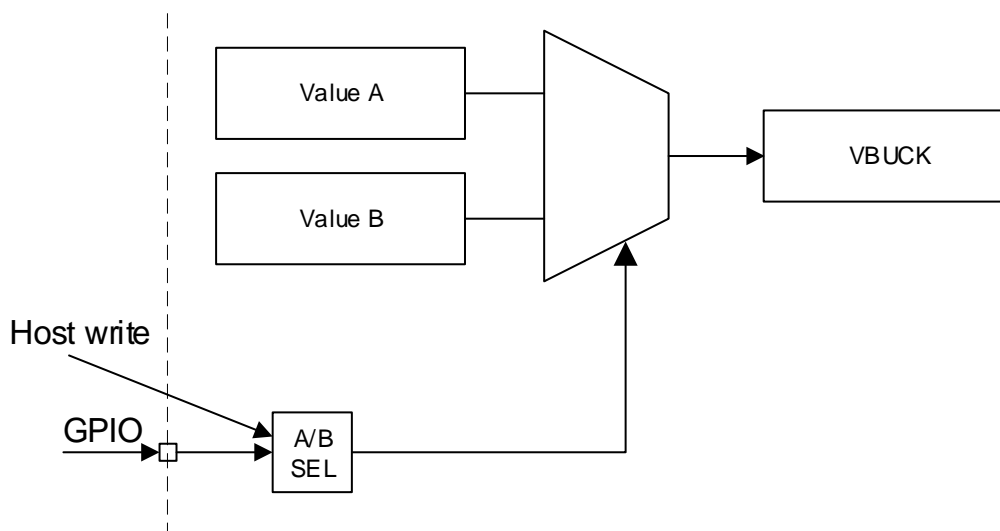 Value A
VBUCK
Value B
Host write
GPIO
A/B
SEL